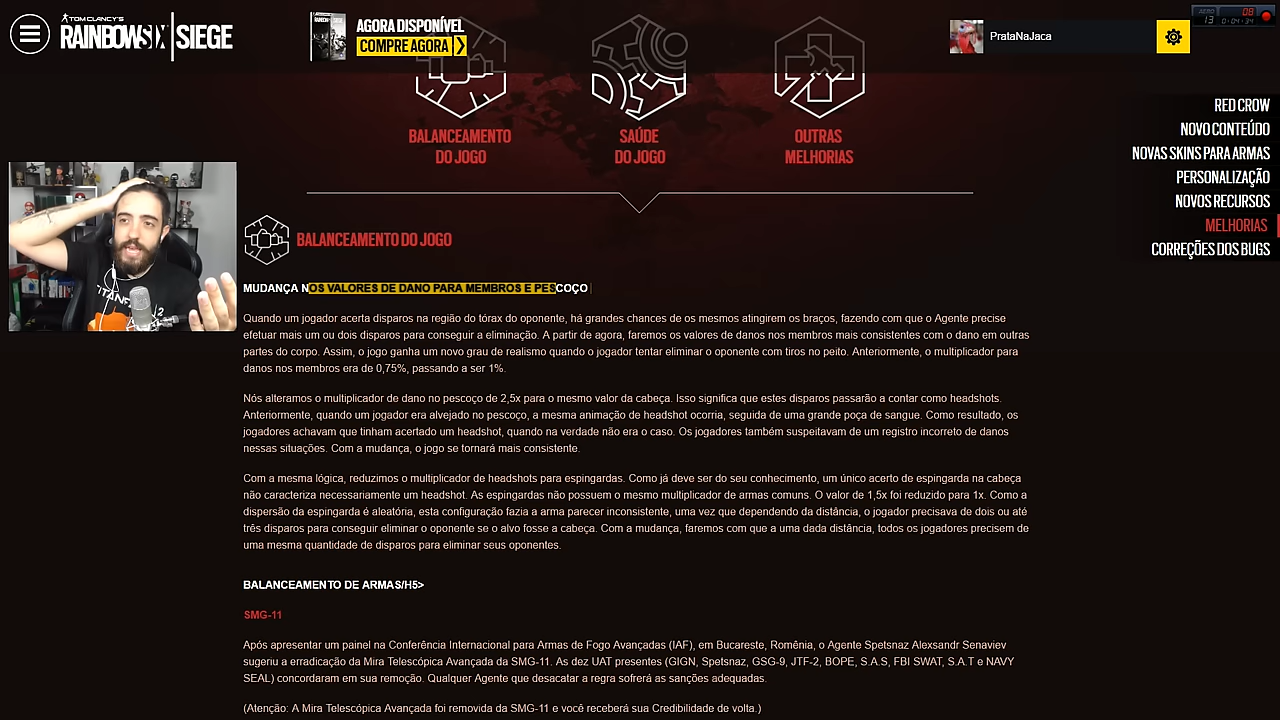 TOM CLANCY'S
RAINBOWSIX | SIEGE
AGORA DISPONÍVEL
COMPRE AGORA
PrataNaJaca
AERO
08
13
0:04:34
BALANCEAMENTO
DO JOGO
SAÚDE
DO JOGO
OUTRAS
MELHORIAS
RED CROW
NOVO CONTEÚDO
NOVAS SKINS PARA ARMAS
PERSONALIZAÇÃO
NOVOS RECURSOS
MELHORIAS
CORREÇÕES DOS BUGS
BALANCEAMENTO DO JOGO
MUDANÇA NOS VALORES DE DANO PARA MEMBROS E PESCOÇO
Quando um jogador acerta disparos na região do tórax do oponente, há grandes chances de os mesmos atingirem os braços, fazendo com que o Agente precise
efetuar mais um ou dois disparos para conseguir a eliminação. A partir de agora, faremos os valores de danos nos membros mais consistentes com o dano em outras
partes do corpo. Assim, o jogo ganha um novo grau de realismo quando o jogador tentar eliminar o oponente com tiros no peito. Anteriormente, o multiplicador para
danos nos membros era de 0,75%, passando a ser 1%.
Nós alteramos o multiplicador de dano no pescoço de 2,5x para o mesmo valor da cabeça. Isso significa que estes disparos passarão a contar como headshots.
Anteriormente, quando um jogador era alvejado no pescoço, a mesma animação de headshot ocorria, seguida de uma grande poça de sangue. Como resultado, os
jogadores achavam que tinham acertado um headshot, quando na verdade não era o caso. Os jogadores também suspeitavam de um registro incorreto de danos
nessas situações. Com a mudança, o jogo se tornará mais consistente.
Com a mesma lógica, reduzimos o multiplicador de headshots para espingardas. Como já deve ser do seu conhecimento, um único acerto de espingarda na cabeça
não caracteriza necessariamente um headshot. As espingardas não possuem o mesmo multiplicador de armas comuns. O valor de 1,5x foi reduzido para 1x. Como a
dispersão da espingarda é aleatória, esta configuração fazia a arma parecer inconsistente, uma vez que dependendo da distância, o jogador precisava de dois ou até
três disparos para conseguir eliminar o oponente se o alvo fosse a cabeça. Com a mudança, faremos com que a uma dada distância, todos os jogadores precisem de
uma mesma quantidade de disparos para eliminar seus oponentes.
BALANCEAMENTO DE ARMAS/H5>
SMG-11
Após apresentar um painel na Conferência Internacional para Armas de Fogo Avançadas (IAF), em Bucareste, Romênia, o Agente Spetsnaz Alexsandr Senaviev
sugeriu a erradicação da Mira Telescópica Avançada da SMG-11. As dez UAT presentes (GIGN, Spetsnaz, GSG-9, JTF-2, BOPE, S.A.S, FBI SWAT, S.A.T e NAVY
SEAL) concordaram em sua remoção. Qualquer Agente que desacatar a regra sofrerá as sanções adequadas.
(Atenção: A Mira Telescópica Avançada foi removida da SMG-11 e você receberá sua Credibilidade de volta.)